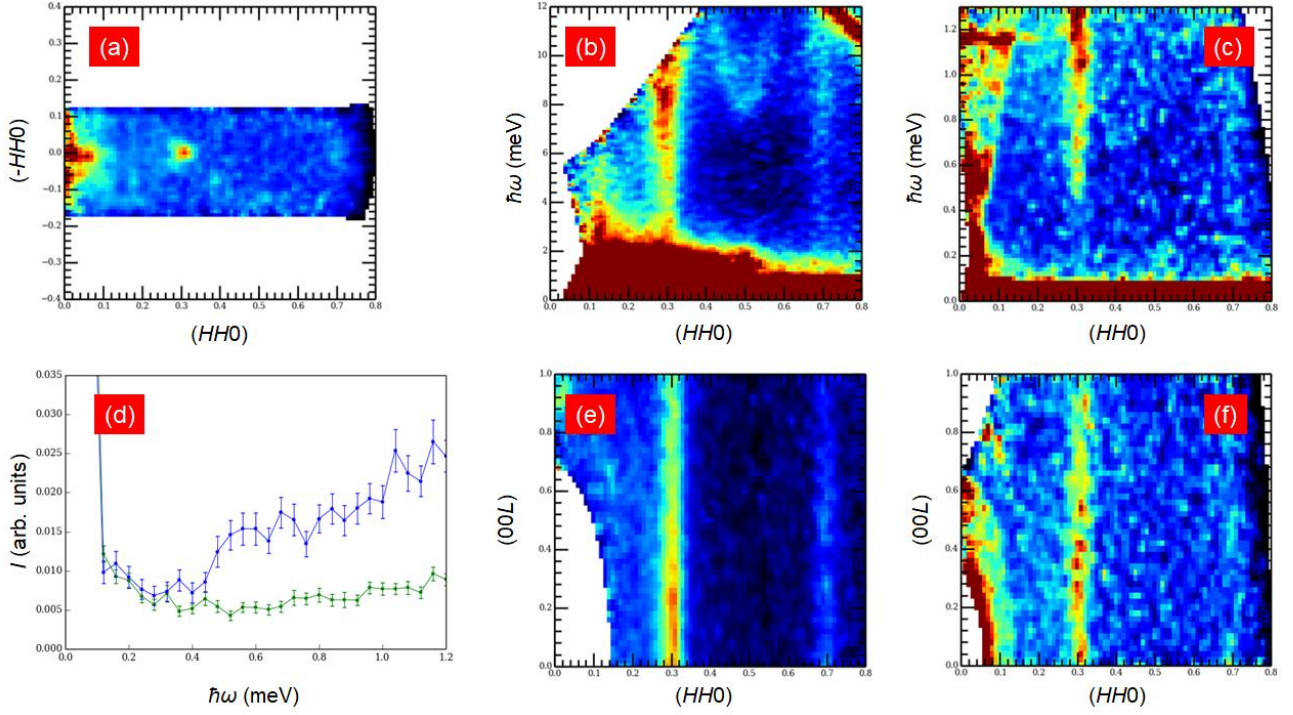 (a)
0.4
0.3
0.2
0.1
0.0
-0.1
-0.2
-0.3
-0.4
(-HH0)
0.0 0.1 0.2 0.3 0.4 0.5 0.6 0.7 0.8
(HH0)
(b)
12
10
8
6
4
2
0
ħω (meV)
0.1 0.2 0.3 0.4 0.5 0.6 0.7 0.8
(HH0)
(c)
1.2
1.0
0.8
0.6
0.4
0.2
0.0
ħω (meV)
0.0 0.1 0.2 0.3 0.4 0.5 0.6 0.7 0.8
(HH0)
(d)
0.035
0.030
0.025
0.020
0.015
0.010
0.005
0.000
I (arb. units)
0.0 0.2 0.4 0.6 0.8 1.0 1.2
ħω (meV)
(e)
1.0
0.8
0.6
0.4
0.2
0.0
(00L)
0.0 0.1 0.2 0.3 0.4 0.5 0.6 0.7 0.8
(HH0)
(f)
1.0
0.8
0.6
0.4
0.2
0.0
(00L)
0.0 0.1 0.2 0.3 0.4 0.5 0.6 0.7 0.8
(HH0)